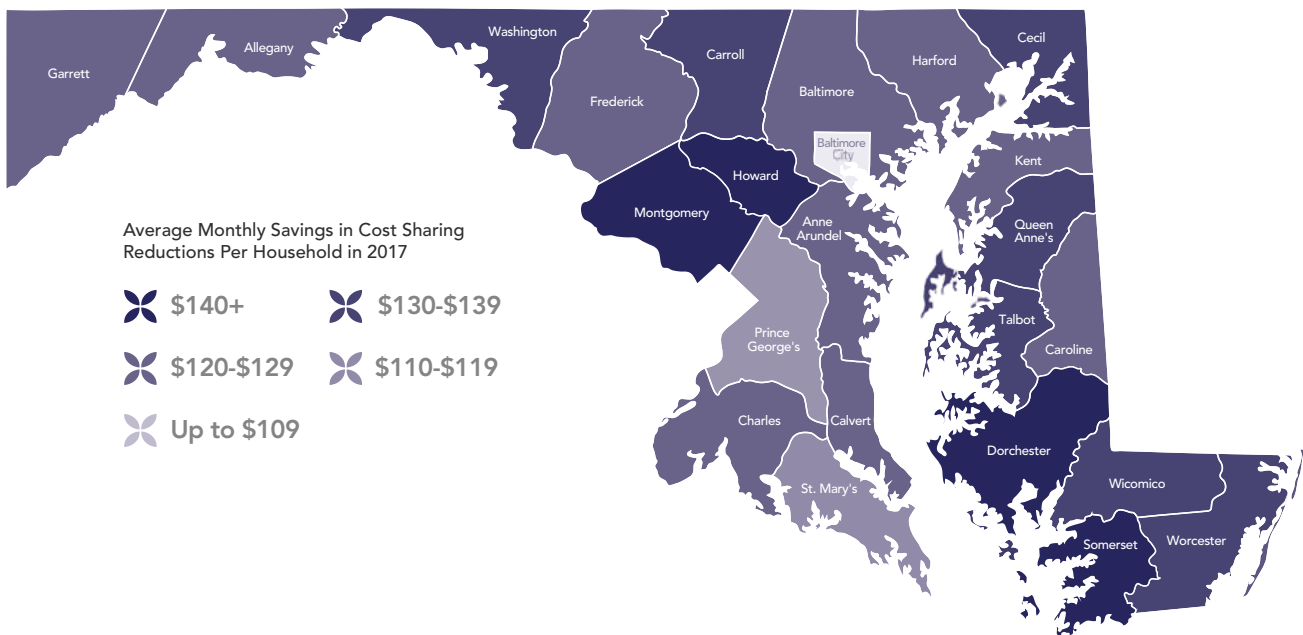 Washington
Cecil
Allegany
Carroll
Harford
Garrett
Baltimore
Frederick
Baltimore
City
Kent
Howard
Montgomery
Anne
Arundel
Queen
Anne's
Average Monthly Savings in Cost Sharing
Reductions Per Household in 2017
$140+
$130-$139
Talbot
Prince
George's
Caroline
$120-$129
$110-$119
Charles
Calvert
Up to $109
Dorchester
Wicomico
St. Mary's
Somerset
Worcester